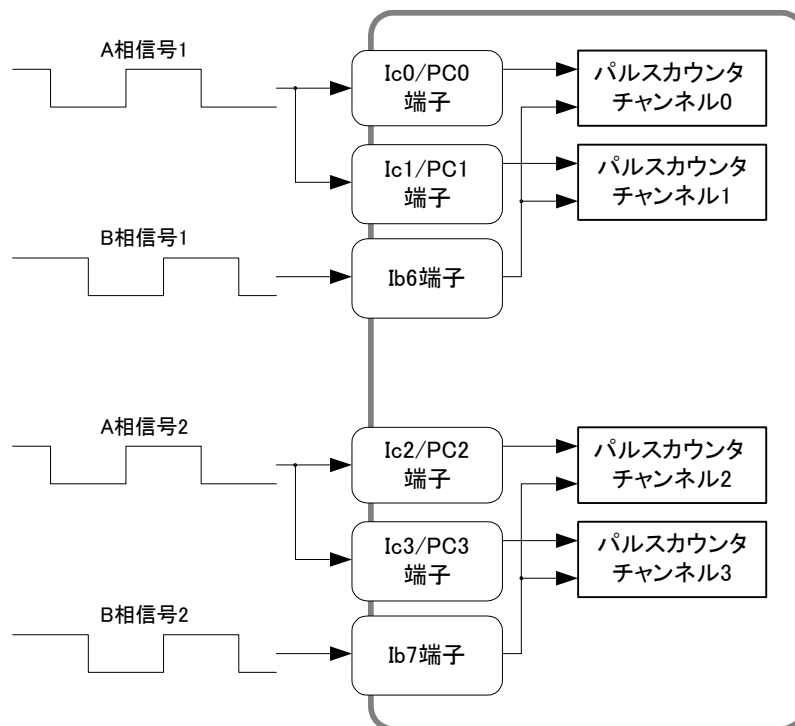 A相信号1
Ic0/PC0
端子
パルスカウンタ
チャンネル0
Ic1/PC1
端子
パルスカウンタ
チャンネル1
B相信号1
Ib6端子
A相信号2
Ic2/PC2
端子
パルスカウンタ
チャンネル2
Ic3/PC3
端子
パルスカウンタ
チャンネル3
B相信号2
Ib7端子